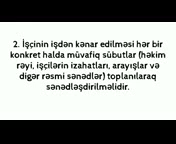 2. İşçinin işdən kənar edilməsi hər bir
konkret halda müvafiq sübutlar (həkim
rəyi, işçilərin izahatları, arayışlar və
digər rəsmi sənədlər) toplanılaraq
sənədləşdirilməlidir.